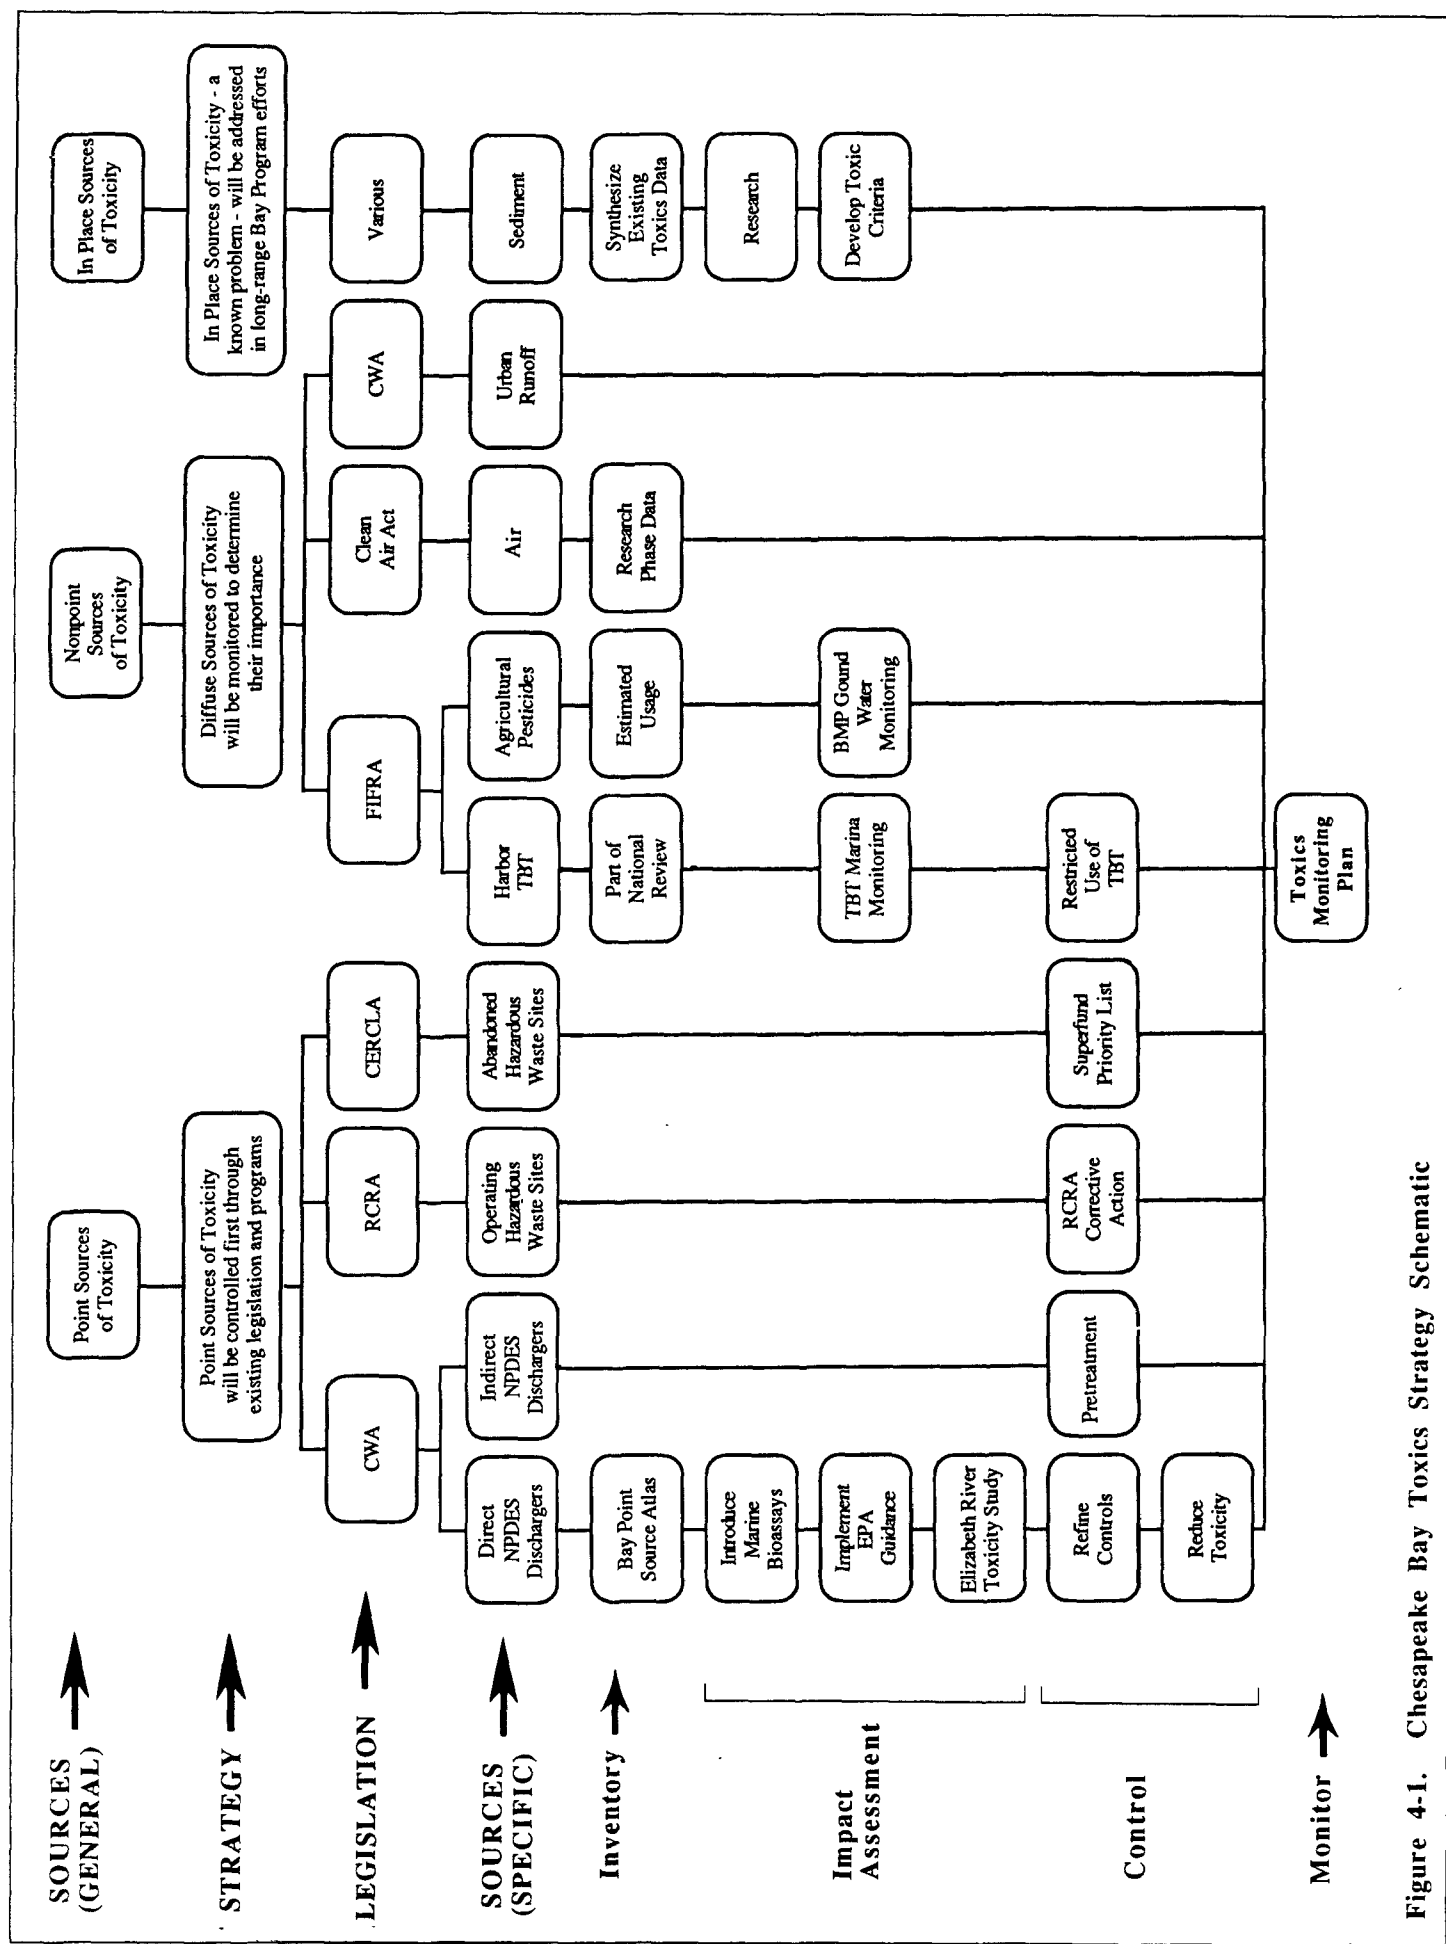 SOURCES
(GENERAL)
Point Sources
of Toxicity
Nonpoint
Sources
of Toxicity
In Place Sources
of Toxicity
STRATEGY
Point Sources of Toxicity
will be controlled first through
existing legislation and programs
Diffuse Sources of Toxicity
will be monitored to determine
their importance
In Place Sources of Toxicity - a
known problem - will be addressed
in long-range Bay Program efforts
LEGISLATION
CWA
RCRA
CERCLA
FIFRA
Clean
Air Act
CWA
Various
SOURCES
(SPECIFIC)
Direct
NPDES
Dischargers
Indirect
NPDES
Dischargers
Operating
Hazardous
Waste Sites
Abandoned
Hazardous
Waste Sites
Harbor
TBT
Agricultural
Pesticides
Air
Urban
Runoff
Sediment
Inventory
Bay Point
Source Atlas
Part of
National
Review
Estimated
Usage
Research
Phase Data
Synthesize
Existing
Toxics Data
Impact
Assessment
Introduce
Marine
Bioassays
Research
Implement
EPA
Guidance
TBT Marina
Monitoring
BMP Gound
Water
Monitoring
Develop Toxic
Criteria
Elizabeth River
Toxicity Study
Control
Refine
Controls
Pretreatment
RCRA
Corrective
Action
Superfund
Priority List
Restricted
Use of
TBT
Reduce
Toxicity
Monitor
Toxics
Monitoring
Plan
Figure 4-1. Chesapeake Bay Toxics Strategy Schematic